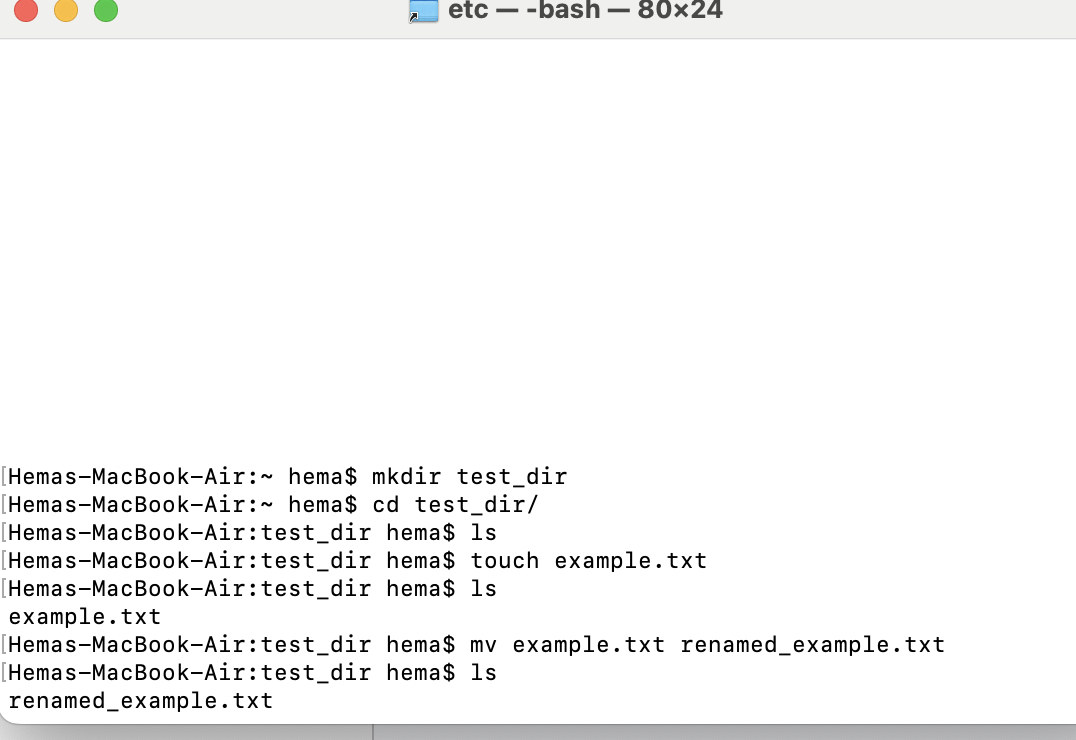 etc — -bash — 80×24
[Hemas-MacBook-Air:~ hema$ mkdir test_dir
[Hemas-MacBook-Air:~ hema$ cd test_dir/
[Hemas-MacBook-Air:test_dir hema$ ls
[Hemas-MacBook-Air:test_dir hema$ touch example.txt
[Hemas-MacBook-Air:test_dir hema$ ls
example.txt
[Hemas-MacBook-Air:test_dir hema$ mv example.txt renamed_example.txt
[Hemas-MacBook-Air:test_dir hema$ ls
renamed_example.txt